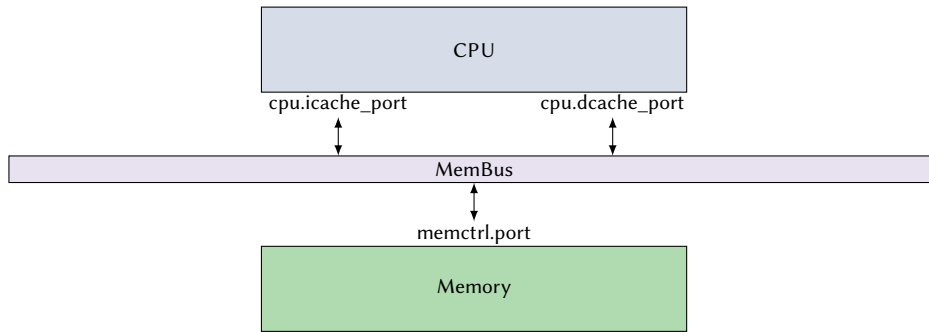 CPU
cpu.icache_port cpu.dcache_port
MemBus
memctrl.port
Memory